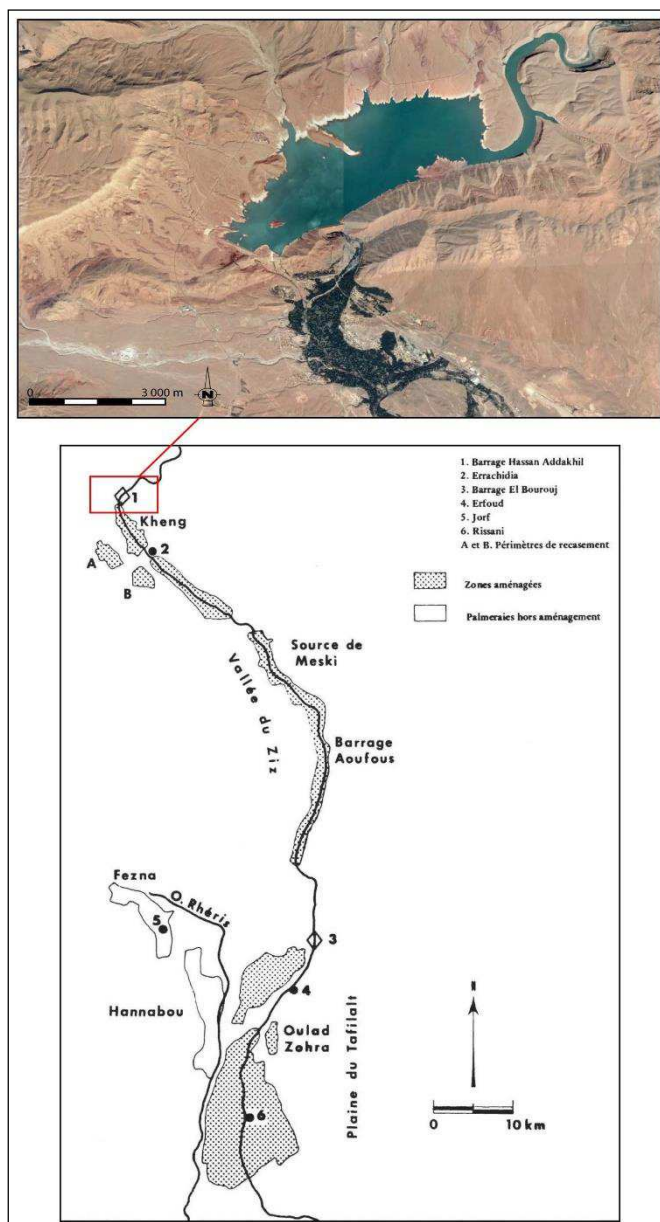 0
3 000 m
N
1. Barrage Hassan Addakhil
2. Errachidia
3. Barrage El Bourouj
4. Erfoud
5. Jorf
6. Rissani
A et B. Périmètres de recasement
Zones aménagées
Palmeraies hors aménagement
1
Kheng
2
A
B
Source de
Meski
Vallée du Ziz
Barrage
Aoufous
Fezna
O. Rhéris
5
3
4
Hannabou
Oulad
Zohra
Plaine du Tafilalt
6
0
10 km